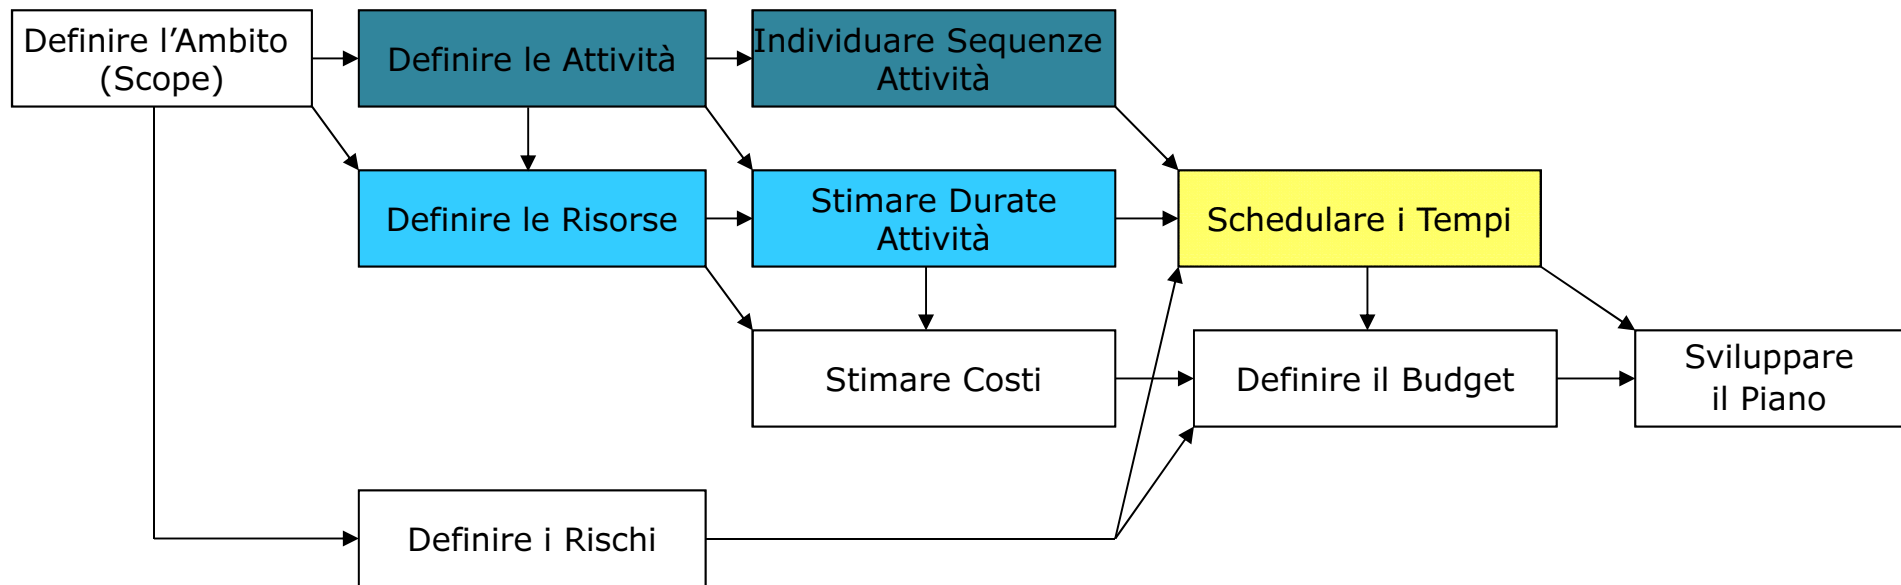 Definire l’Ambito
(Scope)
Definire le Attività
Individuare Sequenze
Attività
Definire le Risorse
Stimare Durate
Attività
Schedulare i Tempi
Stimare Costi
Definire il Budget
Sviluppare
il Piano
Definire i Rischi